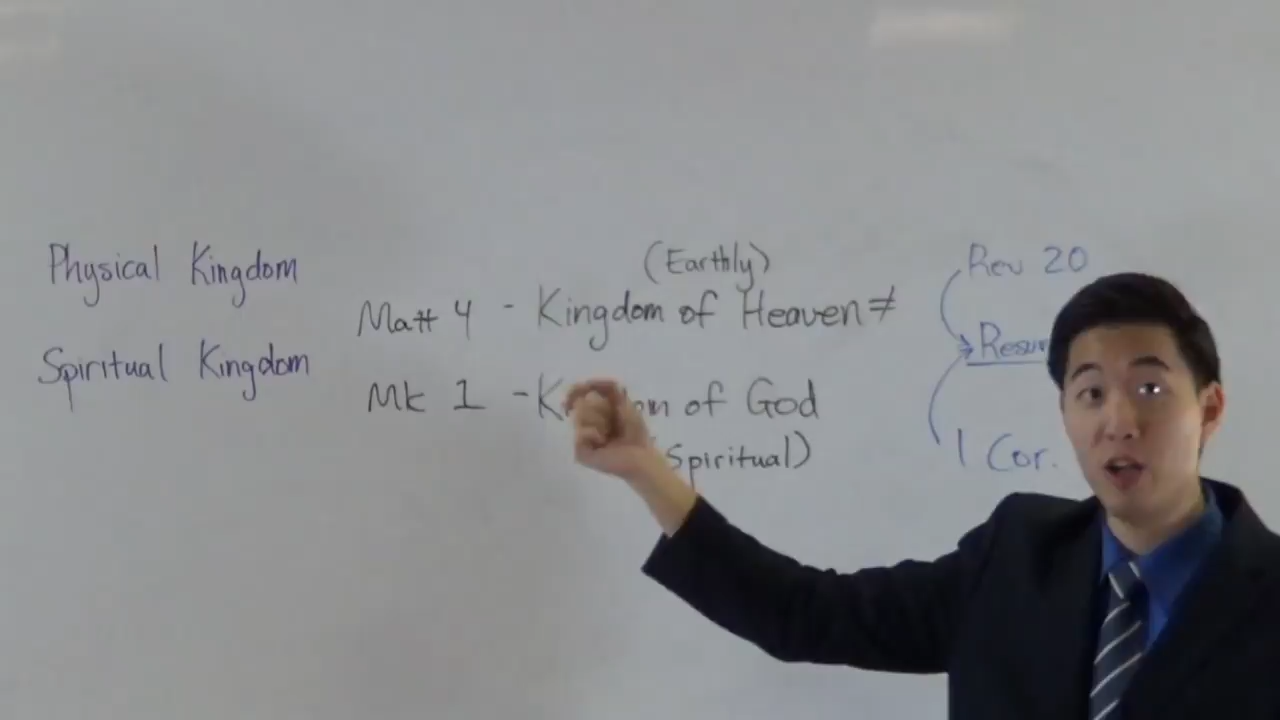 Physical Kingdom
Spiritual Kingdom
(Earthly)
Matt 4 - Kingdom of Heaven ≠
Mk 1 - of God
(Spiritual)
Rev 20
1 Cor.